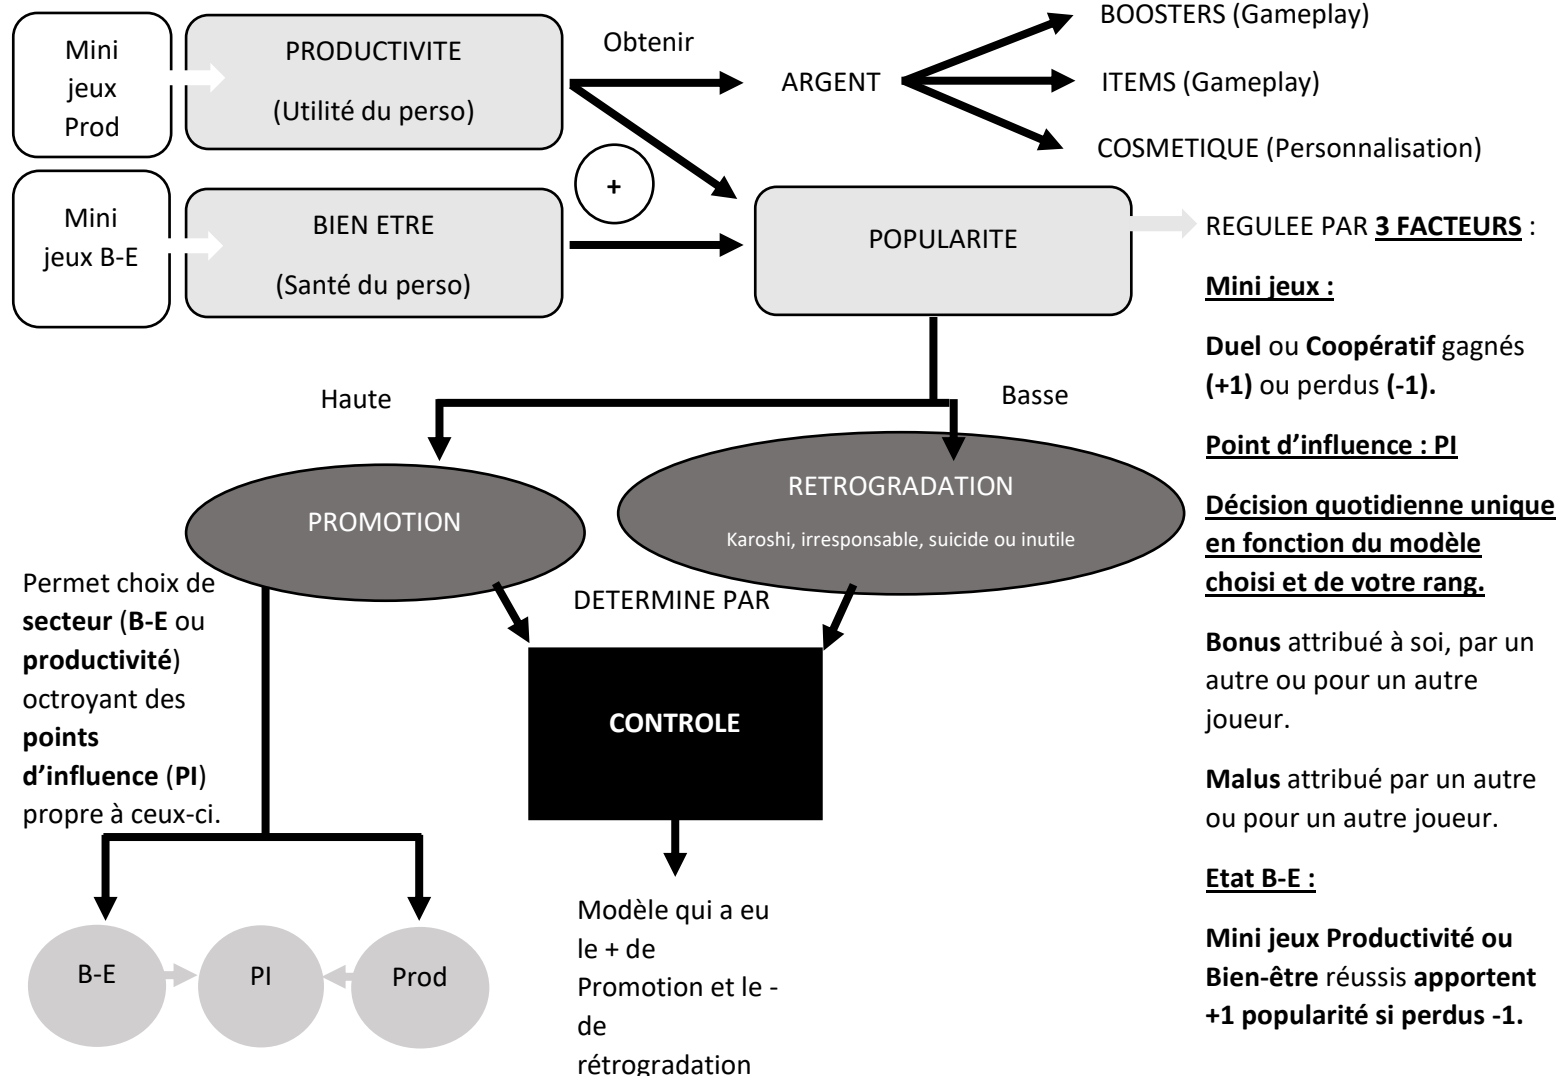 Mini
jeux
Prod
PRODUCTIVITE
(Utilité du perso)
Obtenir
ARGENT
BOOSTERS (Gameplay)
ITEMS (Gameplay)
COSMETIQUE (Personnalisation)
Mini
jeux B-E
BIEN ETRE
(Santé du perso)
+
POPULARITE
REGULEE PAR 3 FACTEURS :
Mini jeux :
Duel ou Coopératif gagnés
(+1) ou perdus (-1).
Point d’influence : PI
Décision quotidienne unique
en fonction du modèle
choisi et de votre rang.
Bonus attribué à soi, par un
autre ou pour un autre
joueur.
Malus attribué par un autre
ou pour un autre joueur.
Etat B-E :
Mini jeux Productivité ou
Bien-être réussis apportent
+1 popularité si perdus -1.
Haute
Basse
PROMOTION
RETROGRADATION
Karoshi, irresponsable, suicide ou inutile
DETERMINE PAR
Permet choix de
secteur (B-E ou
productivité)
octroyant des
points
d’influence (PI)
propre à ceux-ci.
CONTROLE
B-E
PI
Prod
Modèle qui a eu
le + de
Promotion et le -
de
rétrogradation